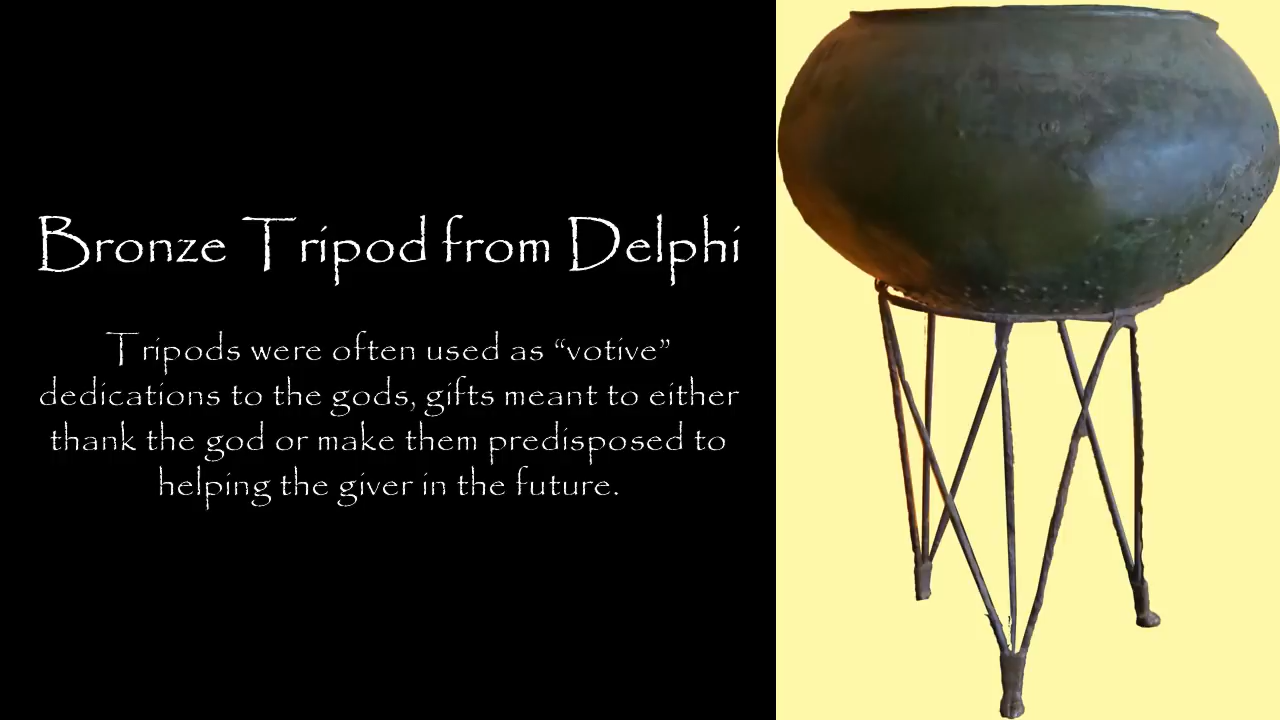 Bronze Tripod from Delphi
Tripods were often used as “votive”
dedications to the gods, gifts meant to either
thank the god or make them predisposed to
helping the giver in the future.